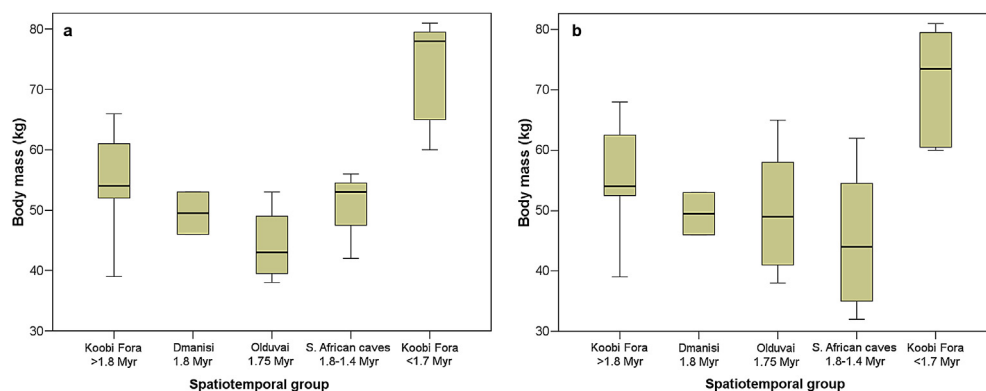 a
80
70
60
50
40
30
Body mass (kg)
Koobi Fora
>1.8 Myr
Dmanisi
1.8 Myr
Olduvai
1.75 Myr
S. African caves
1.8-1.4 Myr
Koobi Fora
<1.7 Myr
Spatiotemporal group
b
80
70
60
50
40
30
Body mass (kg)
Koobi Fora
>1.8 Myr
Dmanisi
1.8 Myr
Olduvai
1.75 Myr
S. African caves
1.8-1.4 Myr
Koobi Fora
<1.7 Myr
Spatiotemporal group